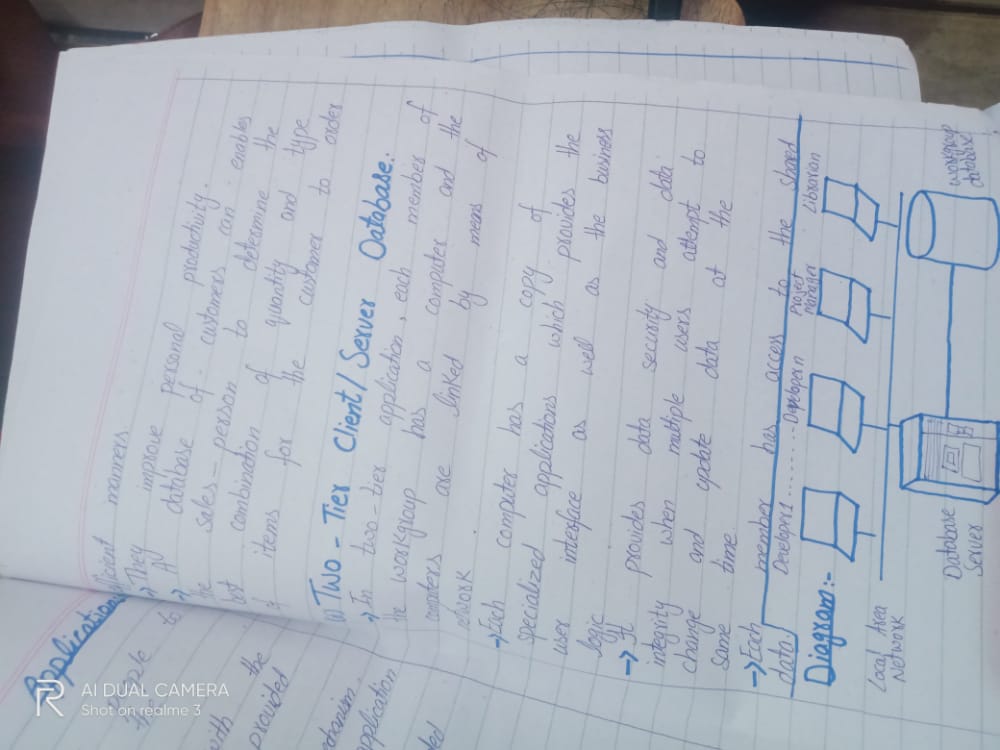 Applications
the people to
with
provided the
application
efficient manners
→ They improve personal productivity.
→ A database of customers can enables
the sales-person to determine the
best combination of quantity and type
of items for the customer to order
Two-Tier Client/Server Database:
→ In two-tier application, each member of
the workgroup has a computer and the
computers are linked by means of
network.
→ Each computer has a copy of
specialized applications which provides the
user interface as well as the business
logic
→ It provides data security and data
integrity when multiple users attempt to
change and update data at the
same time
→ Each member has access to the shared
data
Developer1 ....... Developer n Project Manager Librarian
Diagram:-
Local Area
Network
Database
Server
Workgroup
database
AI DUAL CAMERA
Shot on realme 3